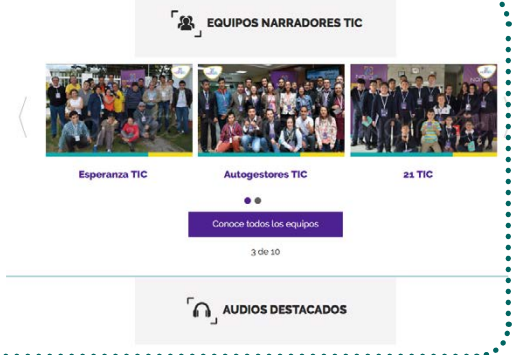 EQUIPOS NARRADORES TIC
Esperanza TIC
Autogestores TIC
21 TIC
Conoce todos los equipos
3 de 10
AUDIOS DESTACADOS